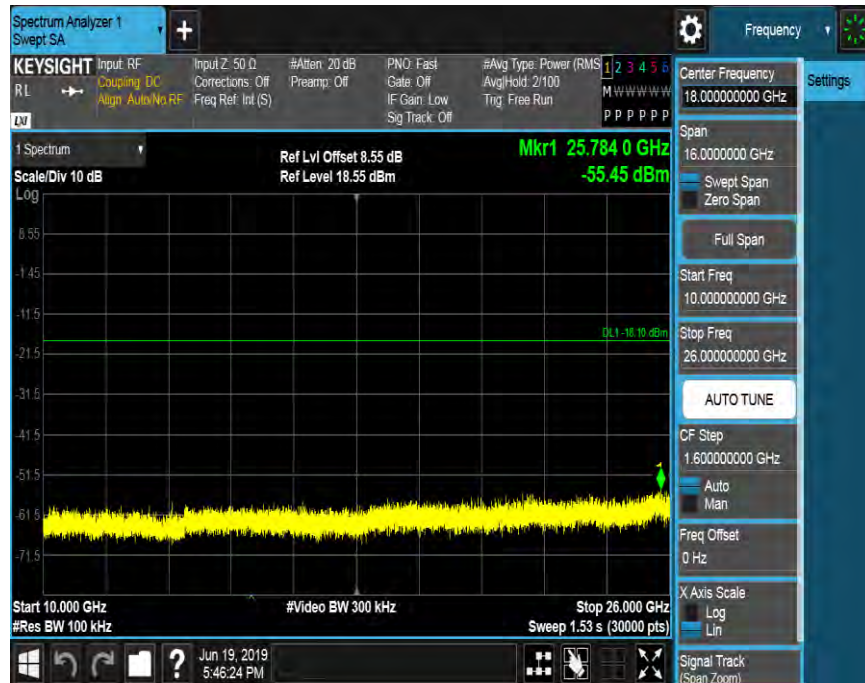 Spectrum Analyzer 1
Swept SA
+
Frequency
KEYSIGHT
RL
LXI
Input: RF
Coupling: DC
Align: Auto/No RF
Input Z: 50 Ω
Corrections: Off
Freq Ref: Int (S)
#Atten: 20 dB
Preamp: Off
PNO: Fast
Gate: Off
IF Gain: Low
Sig Track: Off
#Avg Type: Power (RMS
Avg|Hold: 2/100
Trig: Free Run
1 2 3 4 5 6
M W W W W W
P P P P P P
1 Spectrum
Scale/Div 10 dB
Log
Ref Lvl Offset 8.55 dB
Ref Level 18.55 dBm
Mkr1 25.784 0 GHz
-55.45 dBm
8.55
-1.45
-11.5
-21.5
-31.5
-41.5
-51.5
-61.5
-71.5
DL1 -18.10 dBm
1
Start 10.000 GHz
#Res BW 100 kHz
#Video BW 300 kHz
Stop 26.000 GHz
Sweep 1.53 s (30000 pts)
Center Frequency
18.000000000 GHz
Settings
Span
16.0000000 GHz
Swept Span
Zero Span
Full Span
Start Freq
10.000000000 GHz
Stop Freq
26.000000000 GHz
AUTO TUNE
CF Step
1.600000000 GHz
Auto
Man
Freq Offset
0 Hz
X Axis Scale
Log
Lin
Signal Track
(Span Zoom)
?
Jun 19, 2019
5:46:24 PM